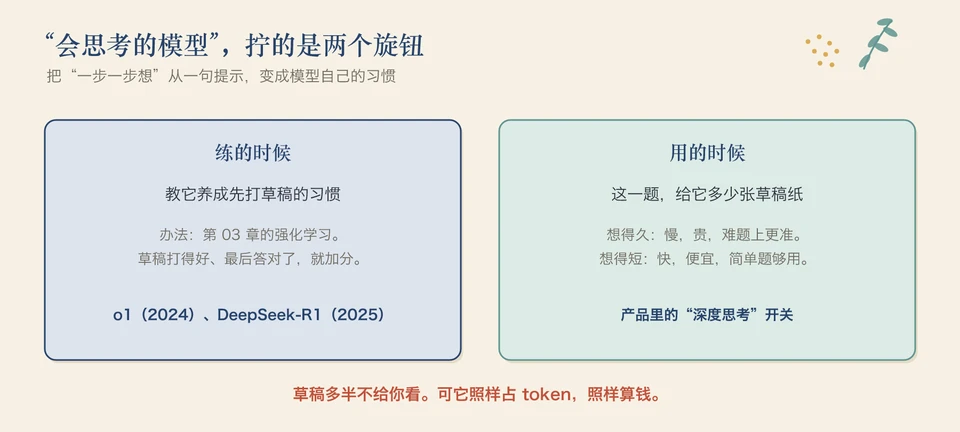 “会思考的模型”，拧的是两个旋钮
把“一步一步想”从一句提示，变成模型自己的习惯
练的时候
教它养成先打草稿的习惯
办法：第 03 章的强化学习。
草稿打得好、最后答对了，就加分。
o1（2024）、DeepSeek-R1（2025）
用的时候
这一题，给它多少张草稿纸
想得久：慢，贵，难题上更准。
想得短：快，便宜，简单题够用。
产品里的“深度思考”开关
草稿多半不给你看。可它照样占 token，照样算钱。